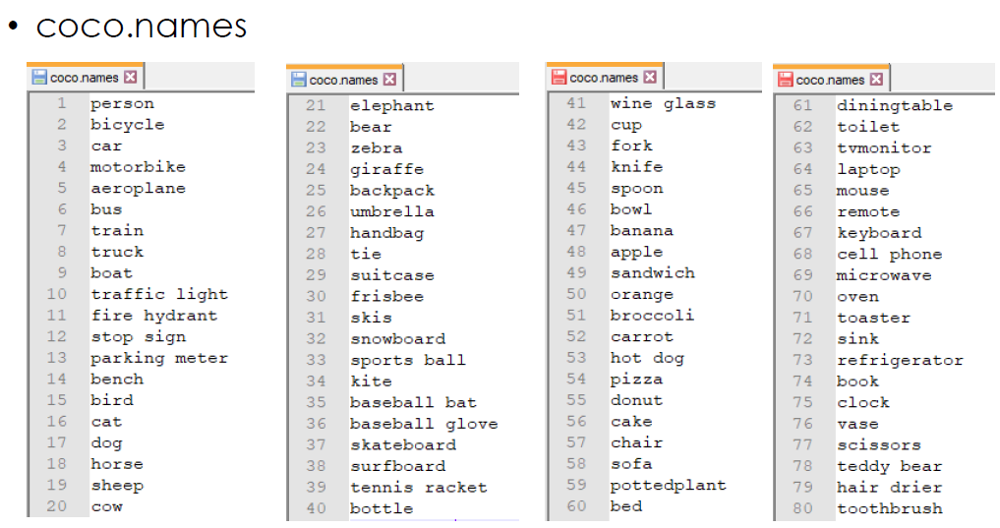 • coco.names
coco.names
1 person
2 bicycle
3 car
4 motorbike
5 aeroplane
6 bus
7 train
8 truck
9 boat
10 traffic light
11 fire hydrant
12 stop sign
13 parking meter
14 bench
15 bird
16 cat
17 dog
18 horse
19 sheep
20 cow
coco.names
21 elephant
22 bear
23 zebra
24 giraffe
25 backpack
26 umbrella
27 handbag
28 tie
29 suitcase
30 frisbee
31 skis
32 snowboard
33 sports ball
34 kite
35 baseball bat
36 baseball glove
37 skateboard
38 surfboard
39 tennis racket
40 bottle
coco.names
41 wine glass
42 cup
43 fork
44 knife
45 spoon
46 bowl
47 banana
48 apple
49 sandwich
50 orange
51 broccoli
52 carrot
53 hot dog
54 pizza
55 donut
56 cake
57 chair
58 sofa
59 pottedplant
60 bed
coco.names
61 diningtable
62 toilet
63 tvmonitor
64 laptop
65 mouse
66 remote
67 keyboard
68 cell phone
69 microwave
70 oven
71 toaster
72 sink
73 refrigerator
74 book
75 clock
76 vase
77 scissors
78 teddy bear
79 hair drier
80 toothbrush